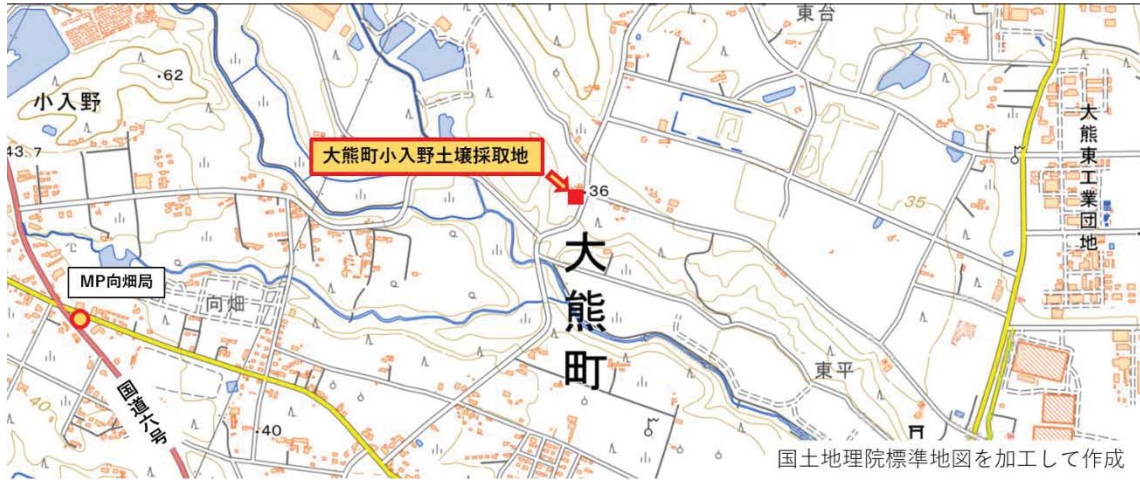 東台
.62
小入野
43.7
大熊町小入野土壌採取地
.36
35
大熊東工業団地
大熊町
MP向畑局
向畑
国道六号
40
.40
東平
国土地理院標準地図を加工して作成